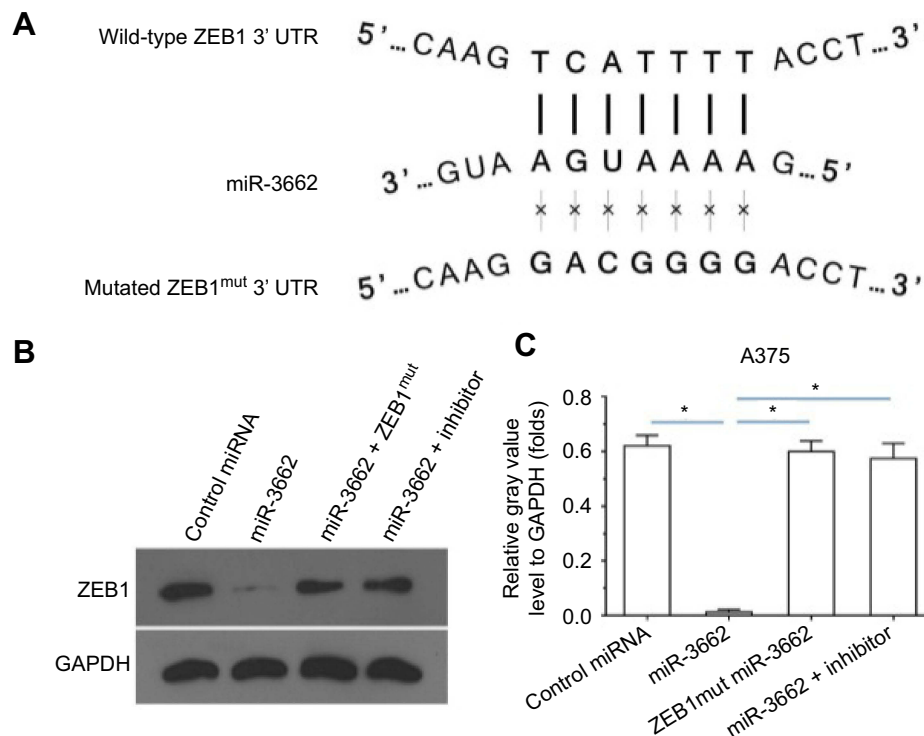 A
Wild-type ZEB1 3' UTR
5'...CAAG TCATTTT ACCT...3'
miR-3662
3'...GUA AGUAAAA G...5'
Mutated ZEB1mut 3' UTR
5'...CAAG GACGGGG ACCT...3'
B
Control miRNA
miR-3662
miR-3662 + ZEB1mut
miR-3662 + inhibitor
ZEB1
GAPDH
C
A375
* * *
Relative gray value
level to GAPDH (folds)
0.8
0.6
0.4
0.2
0.0
Control miRNA
miR-3662
ZEB1mut miR-3662
miR-3662 + inhibitor